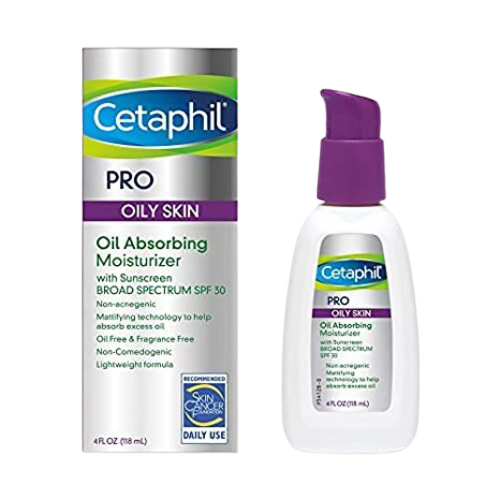 Cetaphil®
PRO
OILY SKIN
Oil Absorbing
Moisturizer
with Sunscreen
BROAD SPECTRUM SPF 30
Non-acnegenic
Mattifying technology to help
absorb excess oil
Oil Free & Fragrance Free
Non-Comedogenic
Lightweight formula
RECOMMENDED
SKIN
CANCER
FOUNDATION
DAILY USE
4 FL OZ (118 mL)
Cetaphil
PRO
OILY SKIN
Oil Absorbing
Moisturizer
with Sunscreen
BROAD SPECTRUM
SPF 30
Non-acnegenic
Mattifying
technology to help
absorb excess oil
4 FL OZ (118 mL)